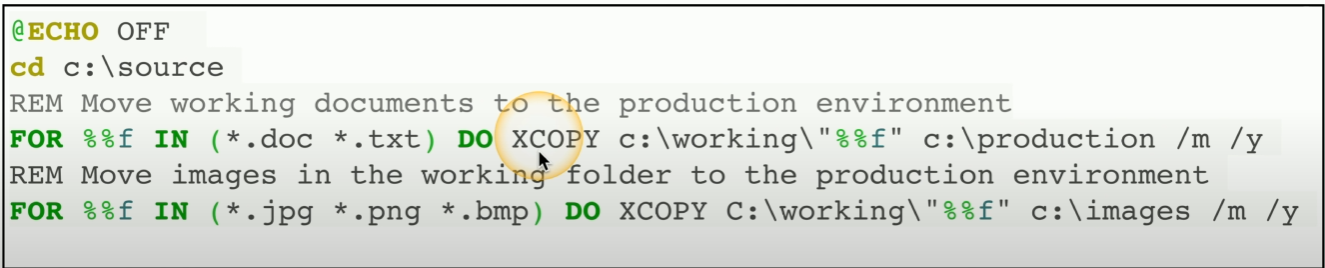 @ECHO OFF
cd c:\source
REM Move working documents to the production environment
FOR %%f IN (*.doc *.txt) DO XCOPY c:\working\"%%f" c:\production /m /y
REM Move images in the working folder to the production environment
FOR %%f IN (*.jpg *.png *.bmp) DO XCOPY C:\working\"%%f" c:\images /m /y